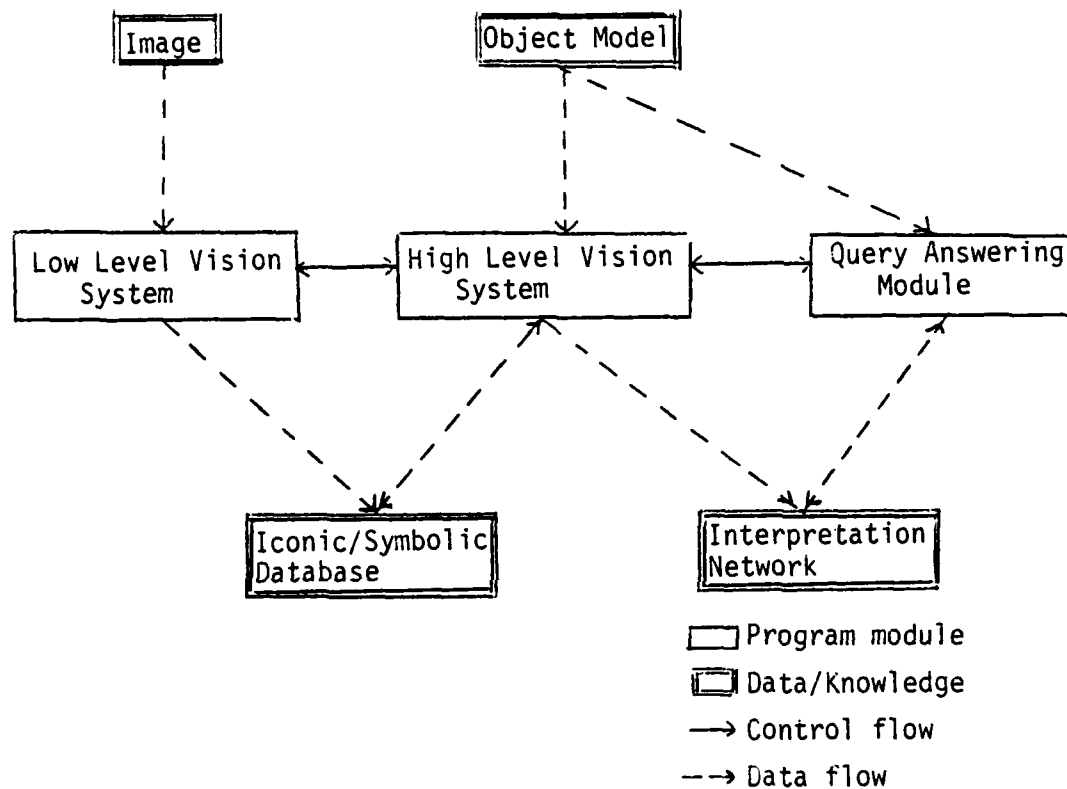 Image
Object Model
Low Level Vision
System
High Level Vision
System
Query Answering
Module
Iconic/Symbolic
Database
Interpretation
Network
Program module
Data/Knowledge
Control flow
Data flow